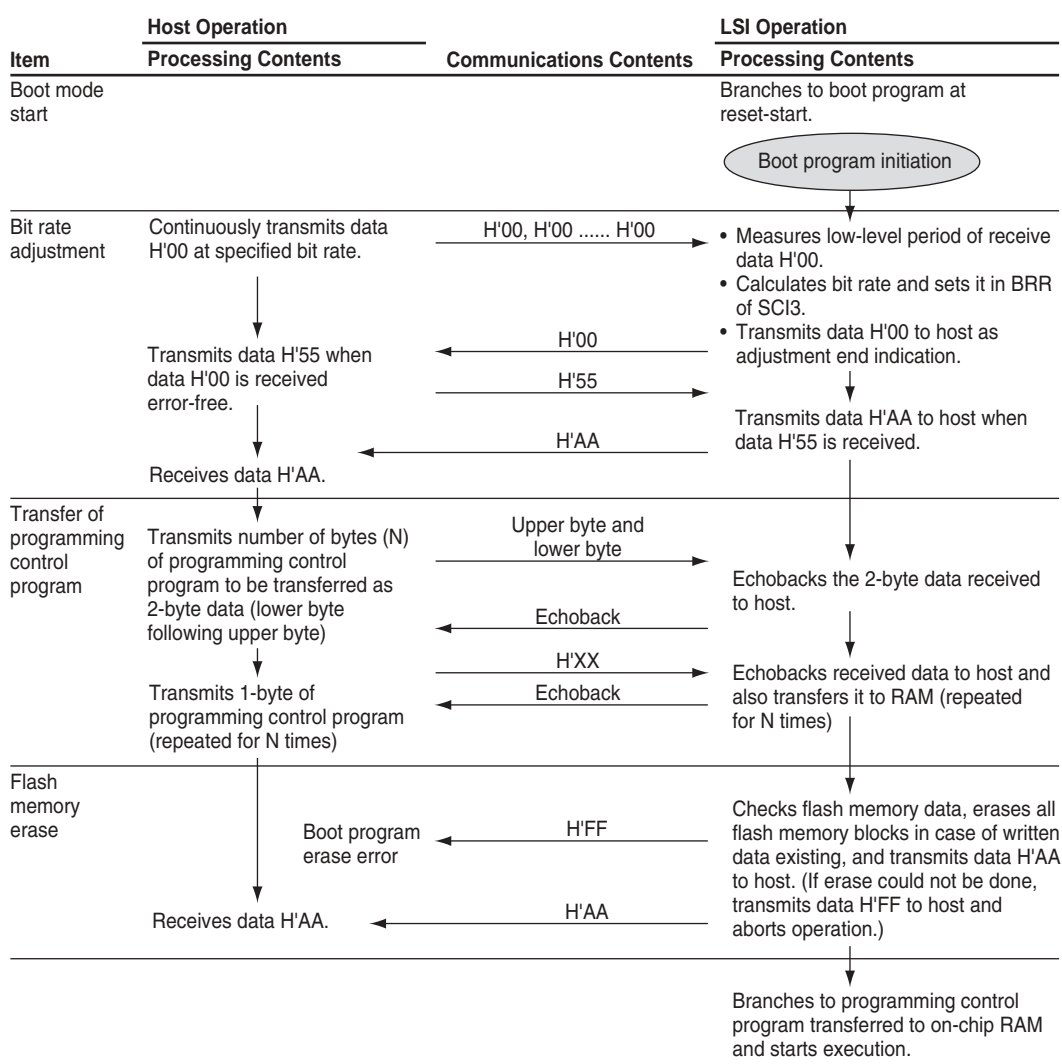 Host Operation
LSI Operation
Item
Processing Contents
Communications Contents
Processing Contents
Boot mode
start
Branches to boot program at
reset-start.
Boot program initiation
Bit rate
adjustment
Continuously transmits data
H'00 at specified bit rate.
H'00, H'00 ...... H'00
• Measures low-level period of receive
data H'00.
• Calculates bit rate and sets it in BRR
of SCI3.
• Transmits data H'00 to host as
adjustment end indication.
H'00
Transmits data H'55 when
data H'00 is received
error-free.
H'55
Transmits data H'AA to host when
data H'55 is received.
H'AA
Receives data H'AA.
Transfer of
programming
control
program
Transmits number of bytes (N)
of programming control
program to be transferred as
2-byte data (lower byte
following upper byte)
Upper byte and
lower byte
Echobacks the 2-byte data received
to host.
Echoback
H'XX
Transmits 1-byte of
programming control program
(repeated for N times)
Echoback
Echobacks received data to host and
also transfers it to RAM (repeated
for N times)
Flash
memory
erase
Boot program
erase error
H'FF
Checks flash memory data, erases all
flash memory blocks in case of written
data existing, and transmits data H'AA
to host. (If erase could not be done,
transmits data H'FF to host and
aborts operation.)
Receives data H'AA.
H'AA
Branches to programming control
program transferred to on-chip RAM
and starts execution.